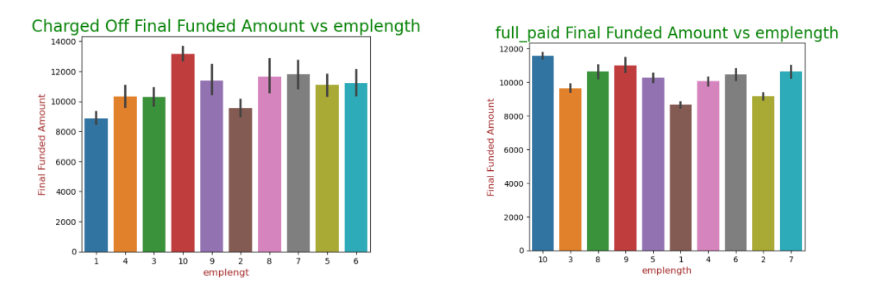 Charged Off Final Funded Amount vs emplength
14000
12000
10000
8000
6000
4000
2000
0
Final Funded Amount
1 4 3 10 9 2 8 7 5 6
emplengt
full_paid Final Funded Amount vs emplength
12000
10000
8000
6000
4000
2000
0
Final Funded Amount
10 3 8 9 5 1 4 6 2 7
emplength